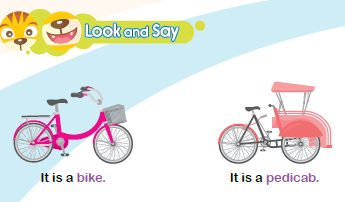 Look and Say
It is a bike.
It is a pedicab.